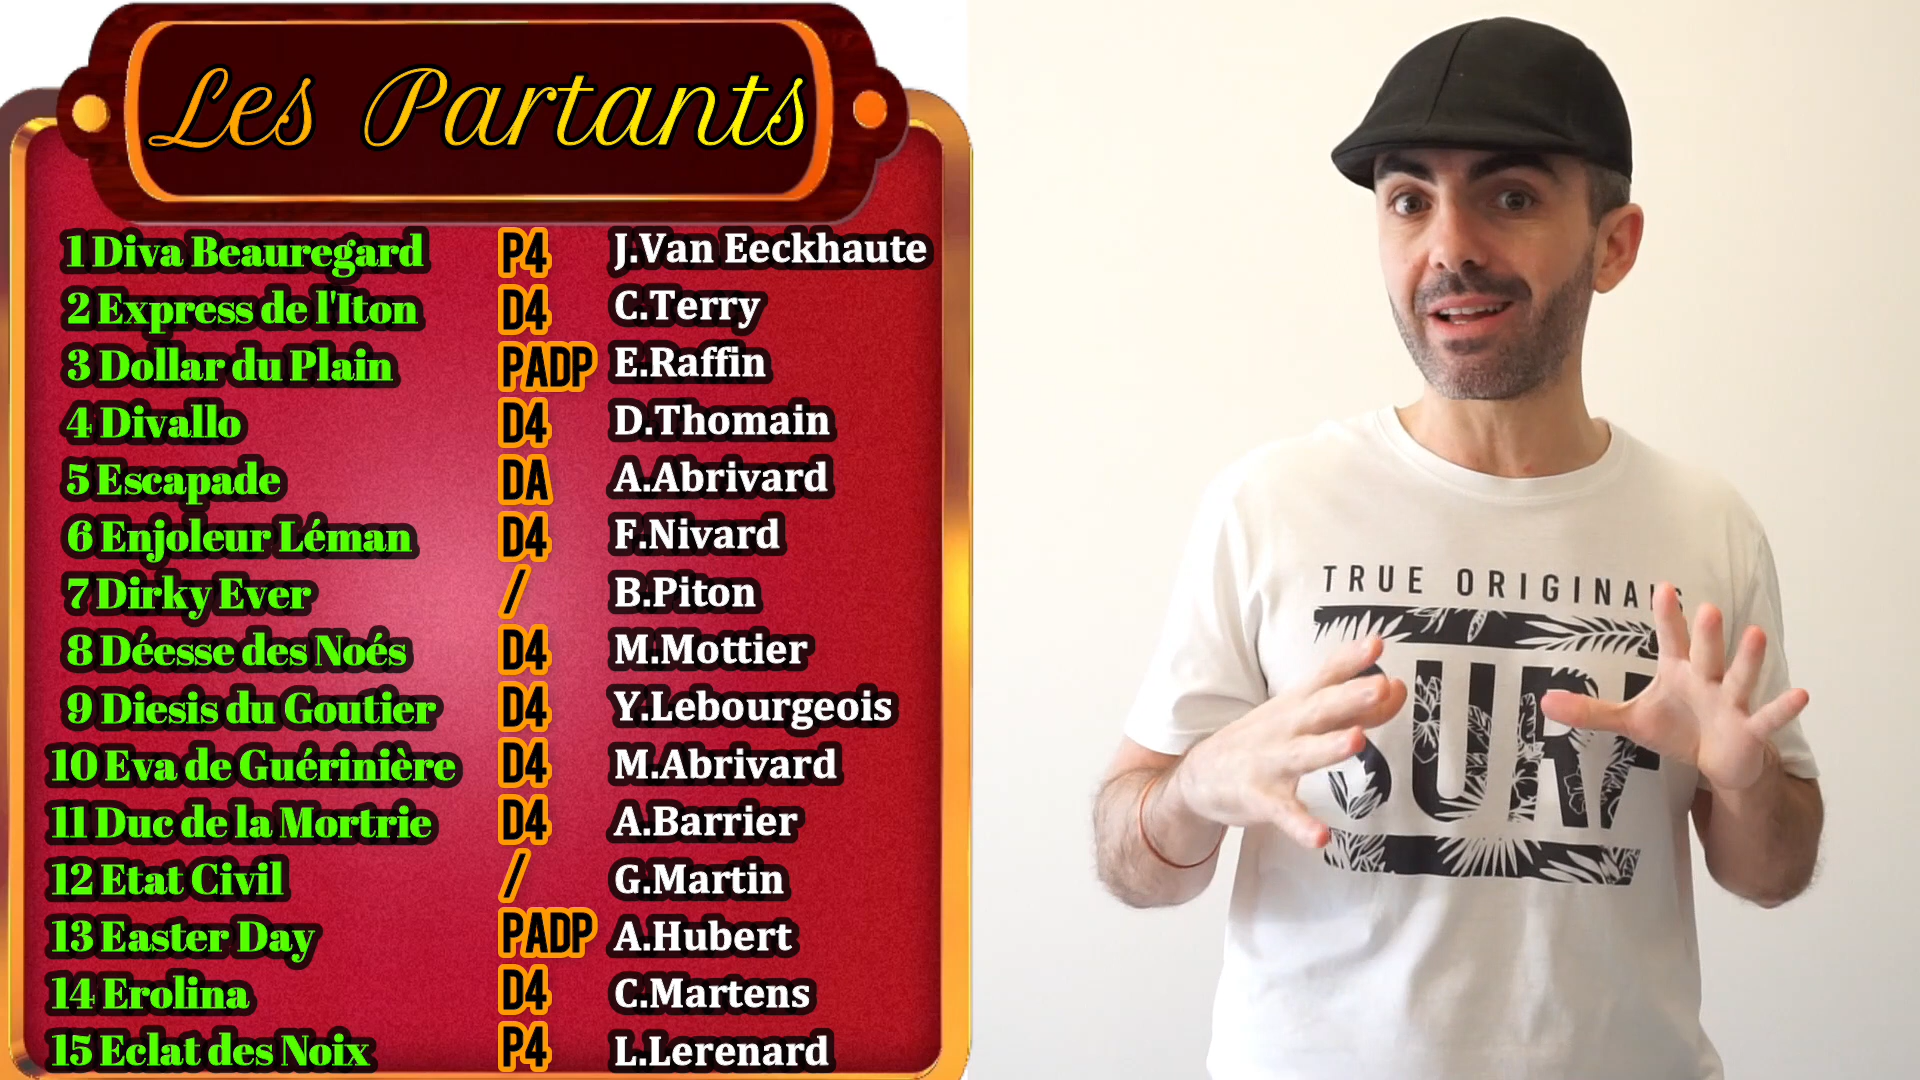 Les Partants
1 Diva Beauregard P4 J.Van Eeckhaute
2 Express de l'Iton D4 C.Terry
3 Dollar du Plain PADP E.Raffin
4 Divallo D4 D.Thomain
5 Escapade DA A.Abrivard
6 Enjoleur Léman D4 F.Nivard
7 Dirky Ever / B.Piton
8 Déesse des Noés D4 M.Mottier
9 Diesis du Goutier D4 Y.Lebourgeois
10 Eva de Guérinière D4 M.Abrivard
11 Duc de la Mortrie D4 A.Barrier
12 Etat Civil / G.Martin
13 Easter Day PADP A.Hubert
14 Erolina D4 C.Martens
15 Eclat des Noix P4 L.Lerenard
TRUE ORIGINALS
SURF